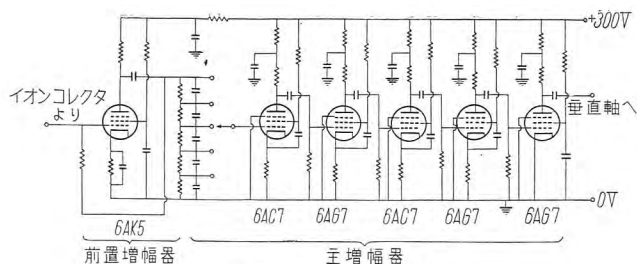 +300V
イオンコレクタ
より
垂直軸へ
0V
6AK5
6AC7
6AG7
6AC7
6AG7
6AG7
前置増幅器
主増幅器